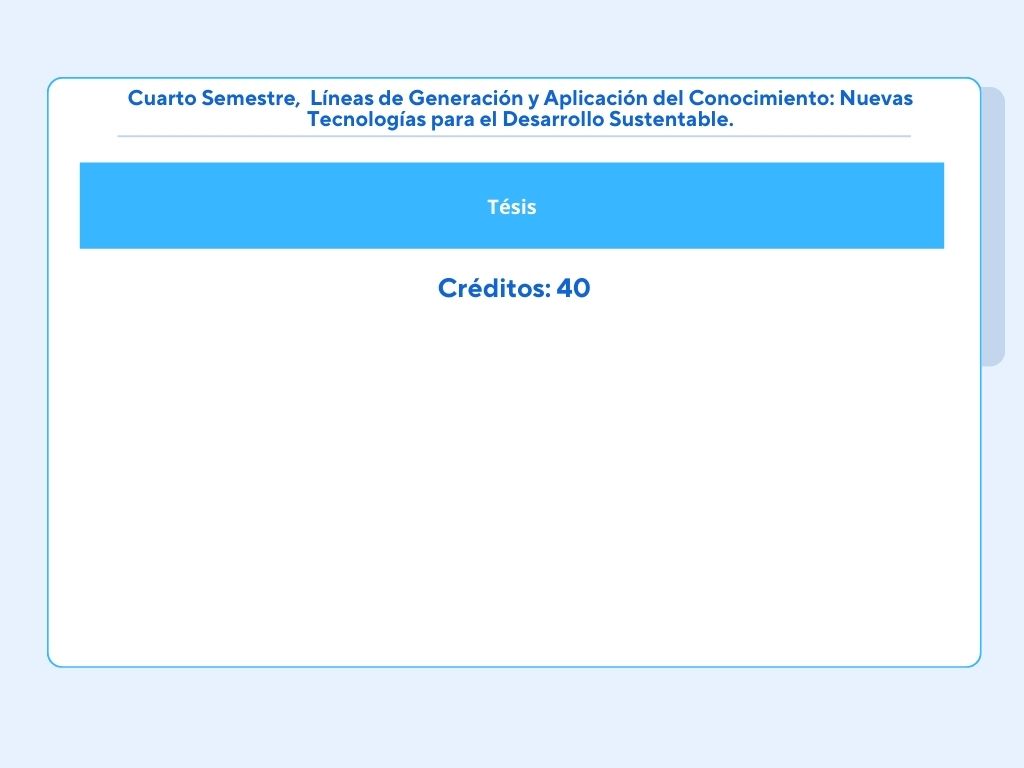 Cuarto Semestre,  Líneas de Generación y Aplicación del Conocimiento: Nuevas
Tecnologías para el Desarrollo Sustentable.
Tésis
Créditos: 40